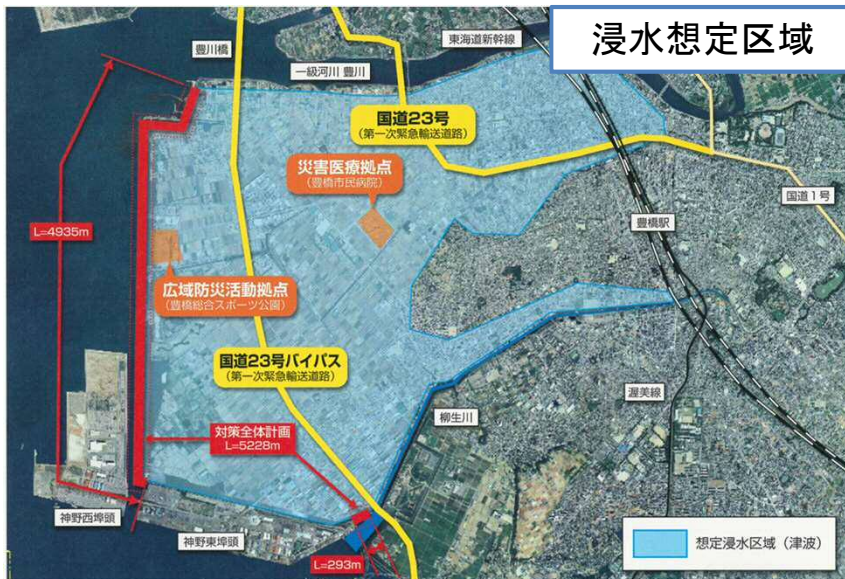 浸水想定区域
東海道新幹線
豊川橋
一級河川 豊川
国道23号
(第一次緊急輸送道路)
災害医療拠点
(豊橋市民病院)
国道1号
豊橋駅
L=4935m
広域防災活動拠点
(豊橋総合スポーツ公園)
国道23号バイパス
(第一次緊急輸送道路)
渥美線
柳生川
対策全体計画
L=5228m
神野西埠頭
神野東埠頭
L=293m
想定浸水区域(津波)